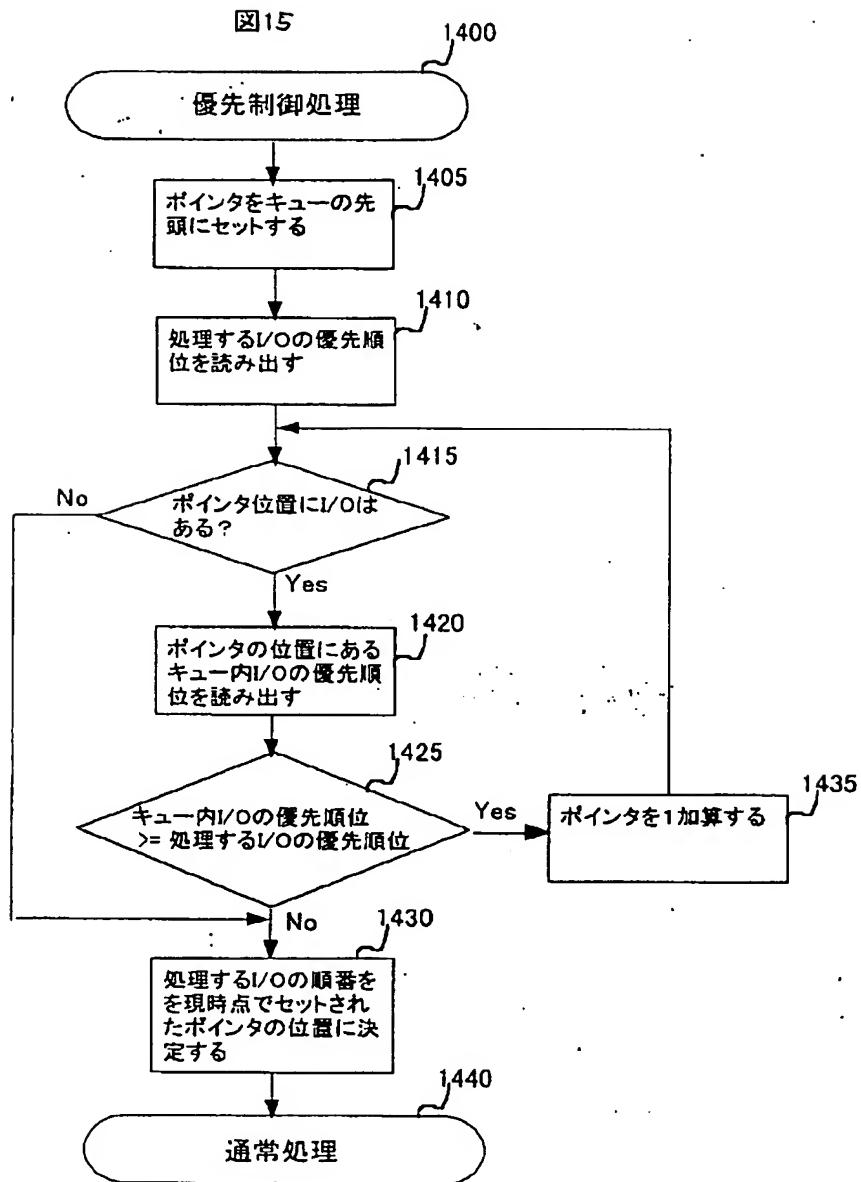 図15
1400
優先制御処理
1405
ポインタをキューの先
頭にセットする
1410
処理するI/Oの優先順
位を読み出す
1415
No
ポインタ位置にI/Oは
ある?
Yes
1420
ポインタの位置にある
キュー内I/Oの優先順
位を読み出す
1425
キュー内I/Oの優先順位
>= 処理するI/Oの優先順位
Yes
1435
ポインタを1加算する
No
1430
処理するI/Oの順番を
を現時点でセットされ
たポインタの位置に決
定する
1440
通常処理